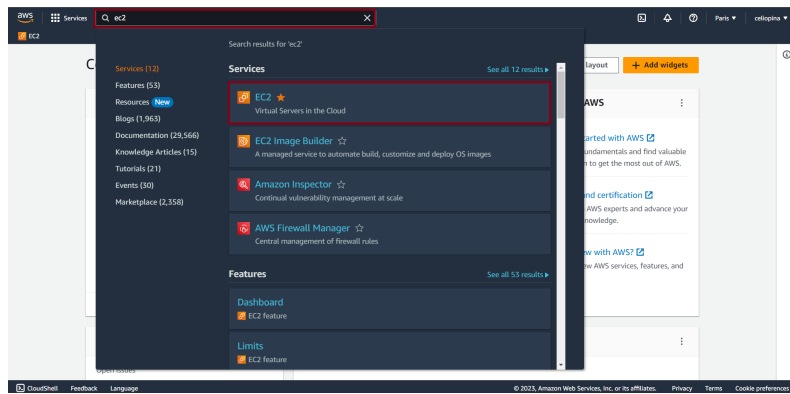 aws
Services
ec2
Paris
celiopina
EC2
Search results for 'ec2'
Services (12)
Features (53)
Resources New
Blogs (1,963)
Documentation (29,566)
Knowledge Articles (15)
Tutorials (21)
Events (30)
Marketplace (2,358)
Services
See all 12 results
EC2
Virtual Servers in the Cloud
EC2 Image Builder
A managed service to automate build, customize and deploy OS images
Amazon Inspector
Continual vulnerability management at scale
AWS Firewall Manager
Central management of firewall rules
Features
See all 53 results
Dashboard
EC2 feature
Limits
EC2 feature
C
layout
+ Add widgets
AWS
arted with AWS
undamentals and find valuable
n to get the most out of AWS.
nd certification
AWS experts and advance your
nowledge.
ew with AWS?
ew AWS services, features, and
Open issues
CloudShell
Feedback
Language
© 2023, Amazon Web Services, Inc. or its affiliates.
Privacy
Terms
Cookie preferences